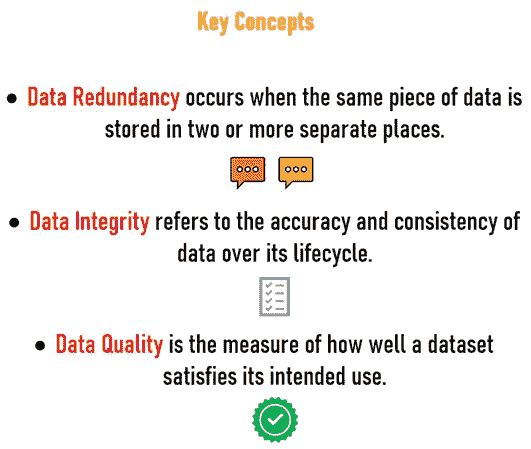 Key Concepts
● Data Redundancy occurs when the same piece of data is
stored in two or more separate places.
● Data Integrity refers to the accuracy and consistency of
data over its lifecycle.
● Data Quality is the measure of how well a dataset
satisfies its intended use.